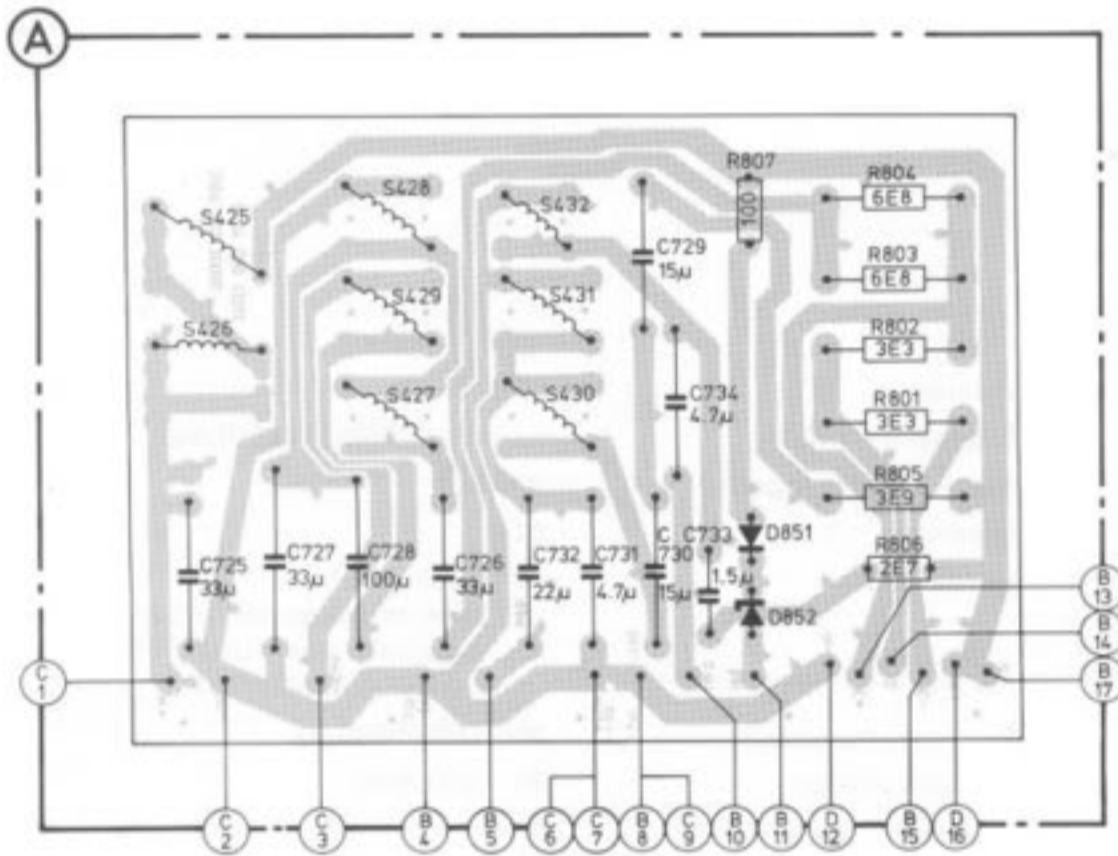 A
R807
100
R804
6E8
S425
S428
S432
C729
15µ
R803
6E8
S429
S431
S426
R802
3E3
S427
S430
C734
4.7µ
R801
3E3
R805
3E9
C725
33µ
C727
33µ
C728
100µ
C726
33µ
C732
22µ
C731
4.7µ
C
730
15µ
C733
1.5µ
D851
D852
R806
2E7
B
13
B
14
B
17
C
1
C
2
C
3
B
4
B
5
C
6
C
7
B
8
C
9
B
10
B
11
D
12
B
15
D
16